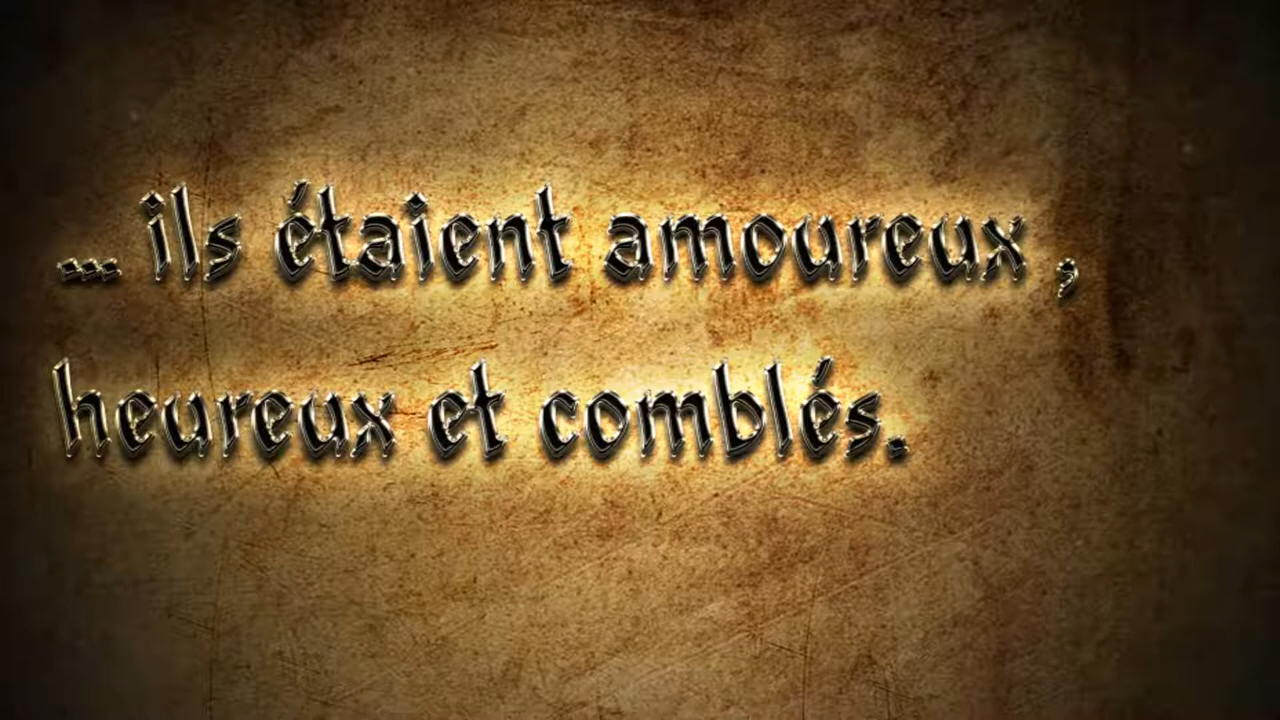 ... ils étaient amoureux ,
heureux et comblés.